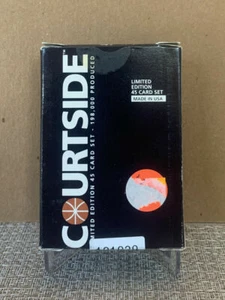 COURTSIDE
LIMITED EDITION 45 CARD SET - 198,000 PRODUCED
LIMITED
EDITION
45 CARD SET
MADE IN USA